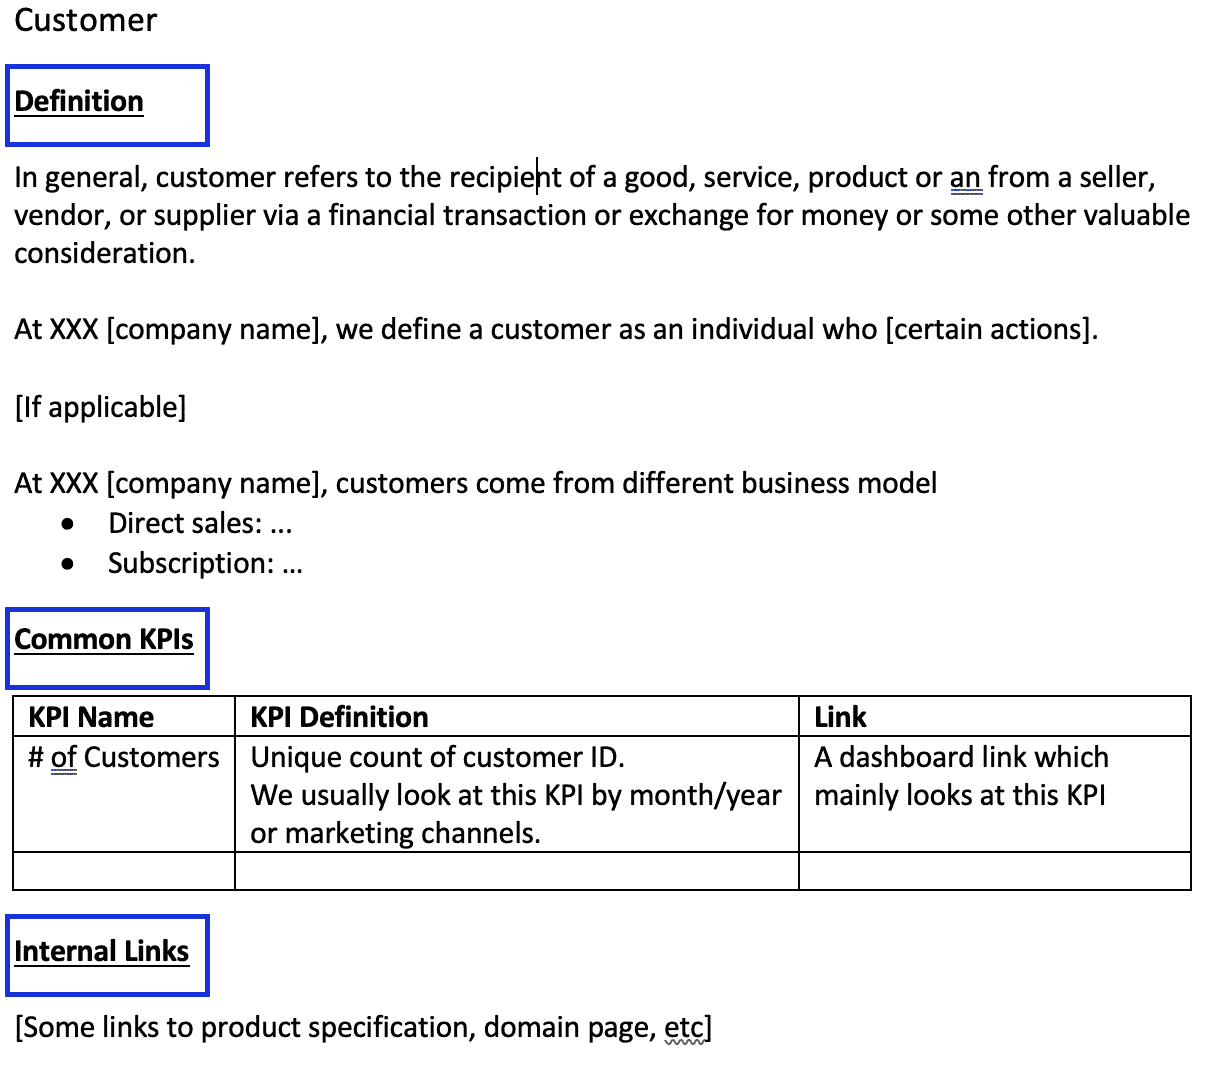 Customer
Definition
In general, customer refers to the recipient of a good, service, product or an from a seller,
vendor, or supplier via a financial transaction or exchange for money or some other valuable
consideration.
At XXX [company name], we define a customer as an individual who [certain actions].
[If applicable]
At XXX [company name], customers come from different business model
• Direct sales: ...
• Subscription: ...
Common KPIs
KPI Name KPI Definition Link
# of Customers Unique count of customer ID. A dashboard link which
We usually look at this KPI by month/year mainly looks at this KPI
or marketing channels.
Internal Links
[Some links to product specification, domain page, etc]